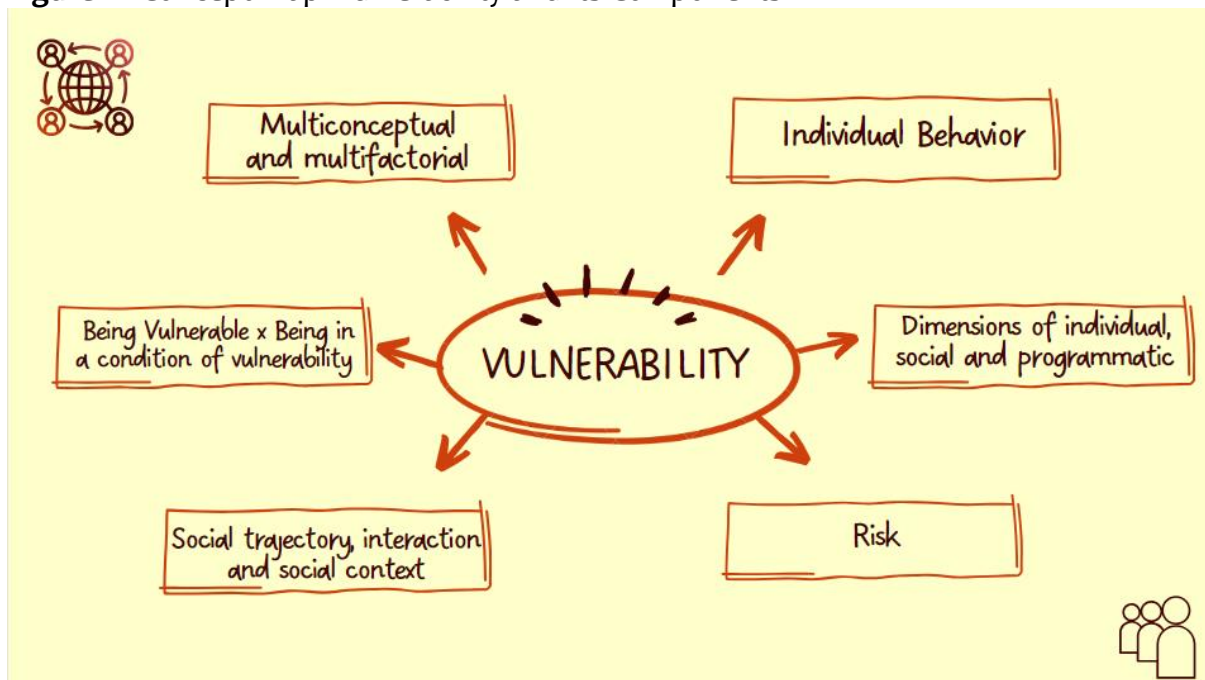 Multiconceptual
and multifactorial
Individual Behavior
Being Vulnerable x Being in
a condition of vulnerability
VULNERABILITY
Dimensions of individual,
social and programmatic
Social trajectory, interaction
and social context
Risk